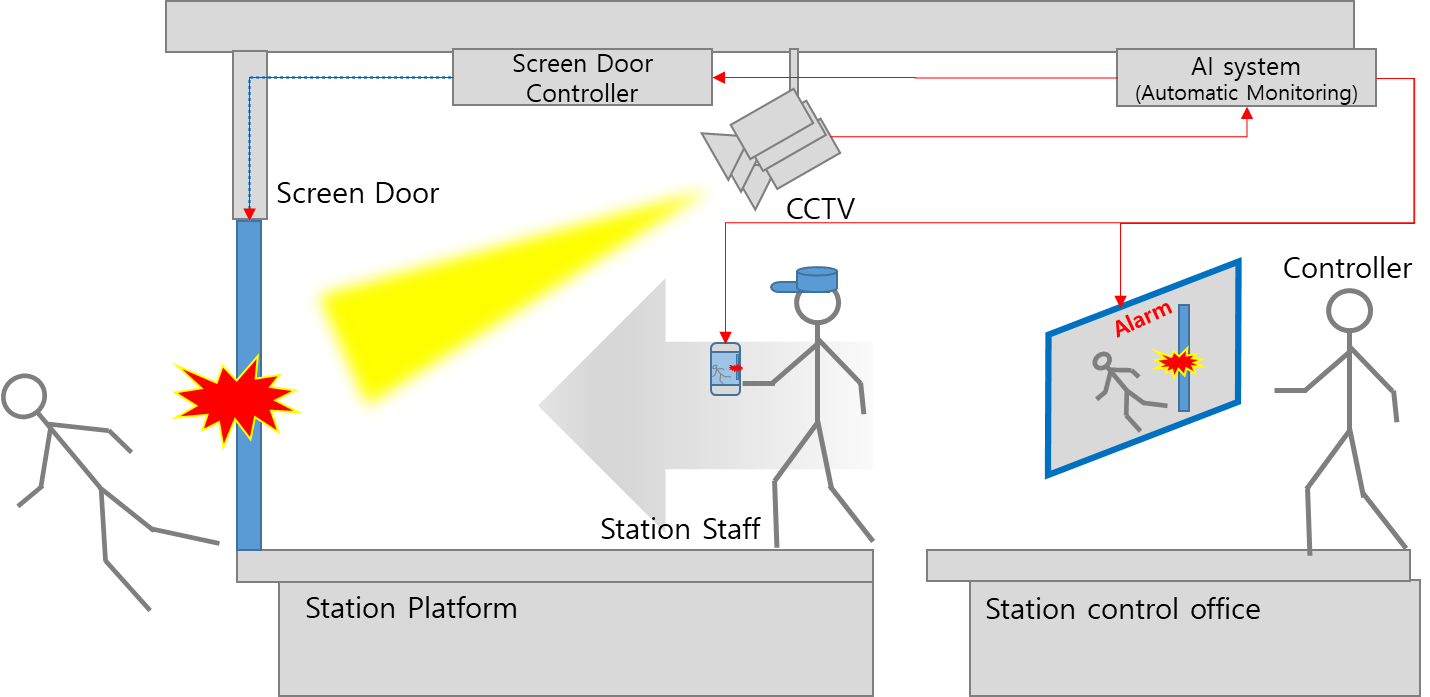 Screen Door
Controller
AI system
(Automatic Monitoring)
Screen Door
CCTV
Controller
Alarm
Station Staff
Station Platform
Station control office